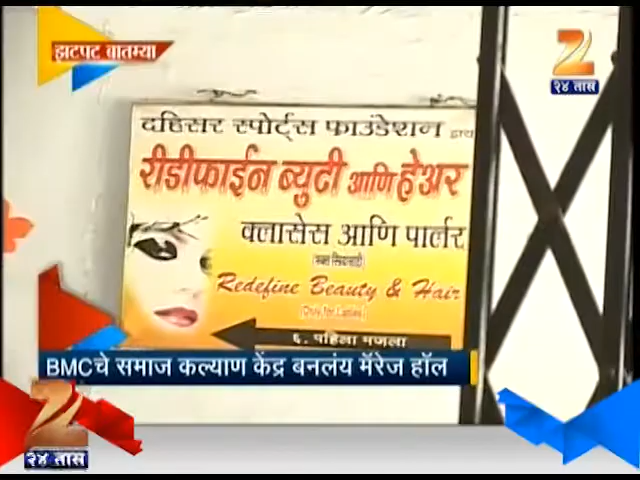 झटपट बातम्या
२४ तास
दहिसर स्पोर्ट्स फाउंडेशन
रीडीफाईन ब्युटी आणि हेअर
क्लासेस आणि पार्लर
Redefine Beauty & Hair
(Only for Ladies)
६, पहिला मजला
BMCचे समाज कल्याण केंद्र बनलंय मॅरेज हॉल
२४ तास